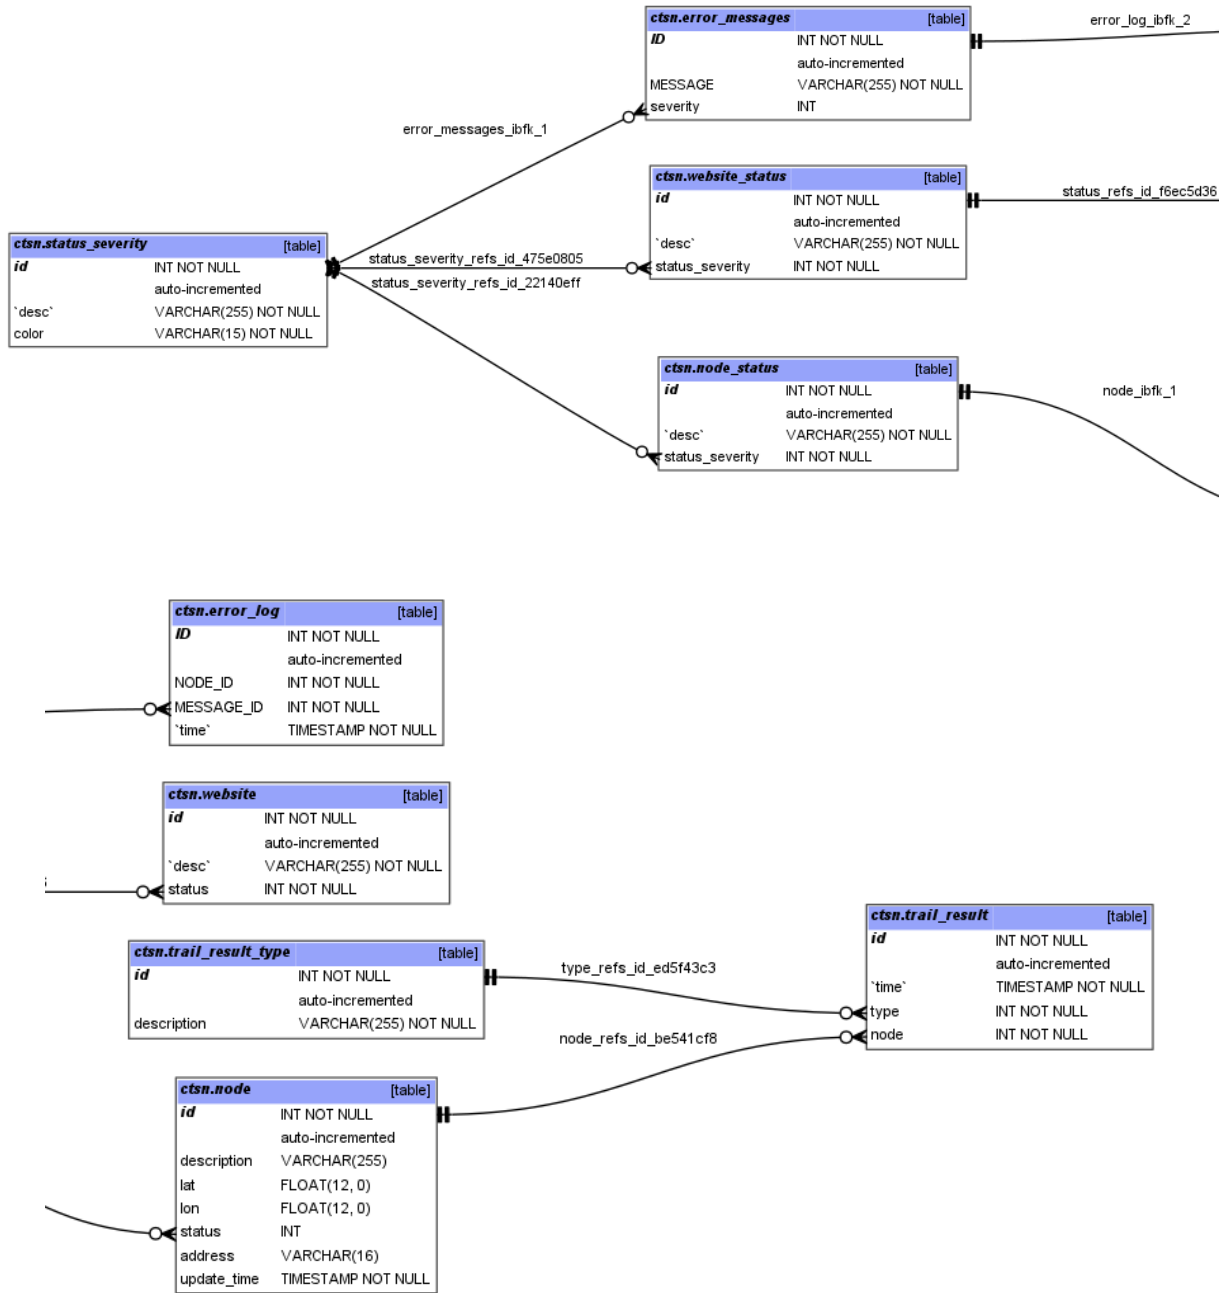 ctsn.error_messages [table]
ID INT NOT NULL
auto-incremented
MESSAGE VARCHAR(255) NOT NULL
severity INT
error_log_ibfk_2
error_messages_ibfk_1
ctsn.website_status [table]
id INT NOT NULL
auto-incremented
`desc` VARCHAR(255) NOT NULL
status_severity INT NOT NULL
status_refs_id_f6ec5d36
ctsn.status_severity [table]
id INT NOT NULL
auto-incremented
`desc` VARCHAR(255) NOT NULL
color VARCHAR(15) NOT NULL
status_severity_refs_id_475e0805
status_severity_refs_id_22140eff
ctsn.node_status [table]
id INT NOT NULL
auto-incremented
`desc` VARCHAR(255) NOT NULL
status_severity INT NOT NULL
node_ibfk_1
ctsn.error_log [table]
ID INT NOT NULL
auto-incremented
NODE_ID INT NOT NULL
MESSAGE_ID INT NOT NULL
`time` TIMESTAMP NOT NULL
ctsn.website [table]
id INT NOT NULL
auto-incremented
`desc` VARCHAR(255) NOT NULL
status INT NOT NULL
ctsn.trail_result_type [table]
id INT NOT NULL
auto-incremented
description VARCHAR(255) NOT NULL
type_refs_id_ed5f43c3
node_refs_id_be541cf8
ctsn.trail_result [table]
id INT NOT NULL
auto-incremented
`time` TIMESTAMP NOT NULL
type INT NOT NULL
node INT NOT NULL
ctsn.node [table]
id INT NOT NULL
auto-incremented
description VARCHAR(255)
lat FLOAT(12, 0)
lon FLOAT(12, 0)
status INT
address VARCHAR(16)
update_time TIMESTAMP NOT NULL